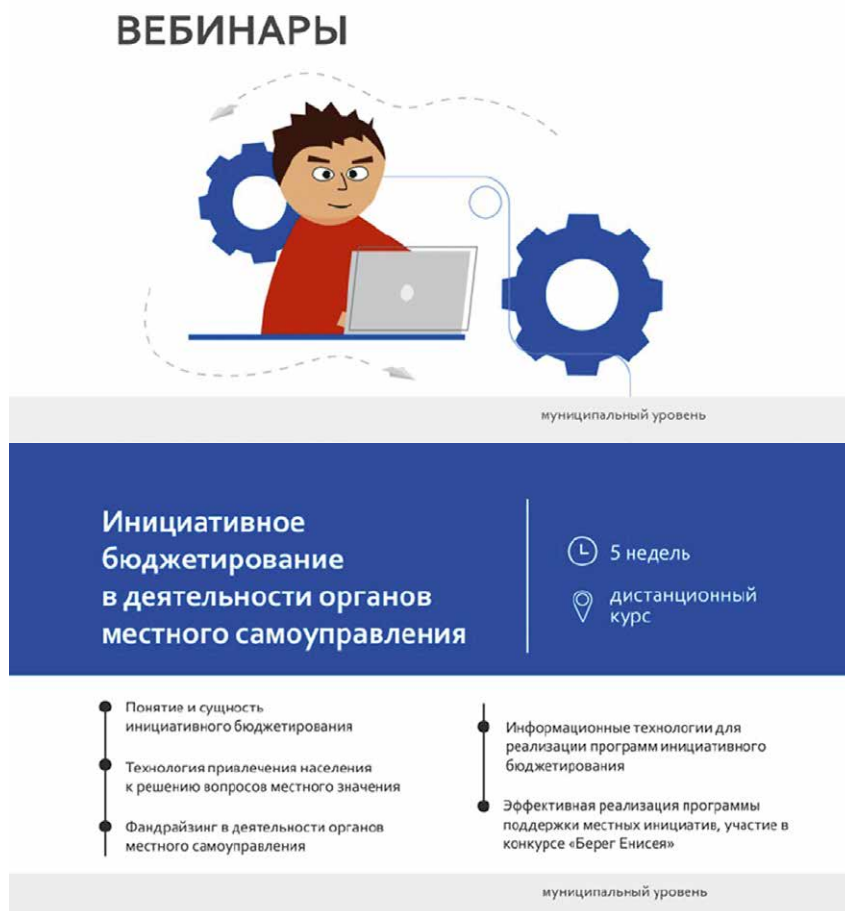 ВЕБИНАРЫ
муниципальный уровень
Инициативное
бюджетирование
в деятельности органов
местного самоуправления
5 недель
дистанционный
курс
Понятие и сущность
инициативного бюджетирования
Технология привлечения населения
к решению вопросов местного значения
Фандрайзинг в деятельности органов
местного самоуправления
Информационные технологии для
реализации программ инициативного
бюджетирования
Эффективная реализация программы
поддержки местных инициатив, участие в
конкурсе «Берег Енисея»
муниципальный уровень